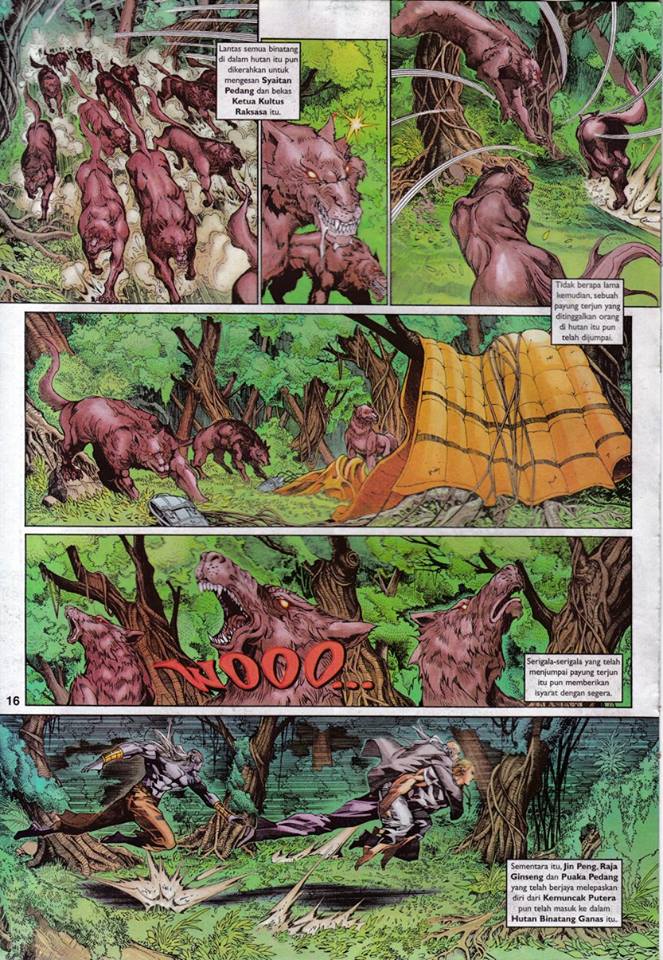 Lantas semua binatang
di dalam hutan itu pun
dikerahkan untuk
mengesan Syaitan
Pedang dan bekas
Ketua Kultus
Raksasa itu.
Tidak berapa lama
kemudian, sebuah
payung terjun yang
ditinggalkan orang
di hutan itu pun
telah dijumpai.
WOOO..
Serigala-serigala yang telah
menjumpai payung terjun
itu pun memberikan
isyarat dengan segera.
16
Sementara itu, Jin Peng, Raja
Ginseng dan Puaka Pedang
yang telah berjaya melepaskan
diri dari Kemuncak Putera
pun telah masuk ke dalam
Hutan Binatang Ganas itu.